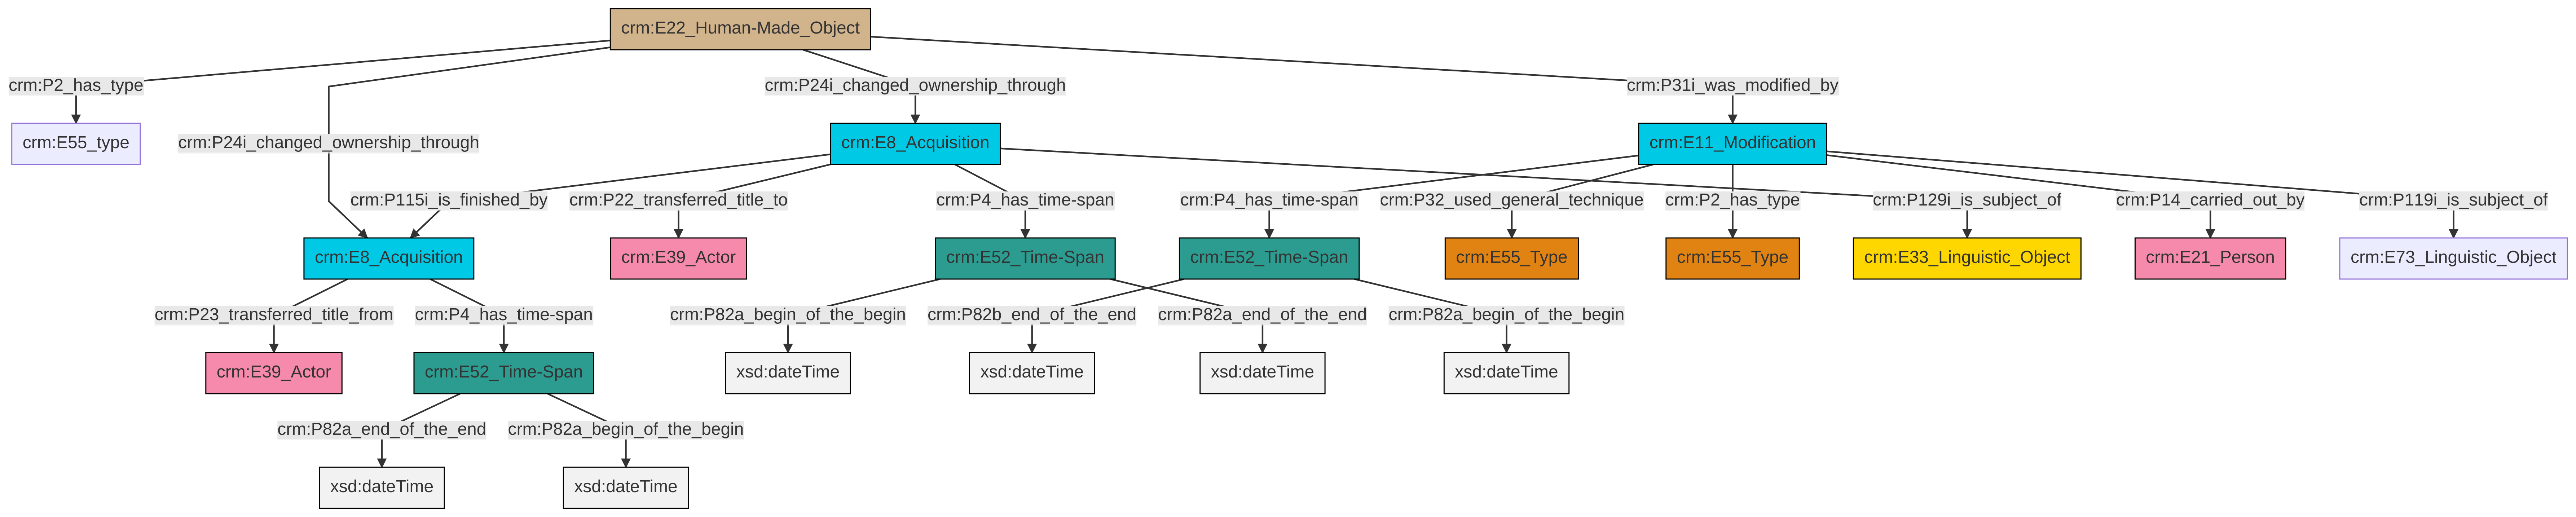 crm:E22_Human-Made_Object
crm:P2_has_type
crm:P24i_changed_ownership_through
crm:P31i_was_modified_by
crm:E55_type
crm:P24i_changed_ownership_through
crm:E8_Acquisition
crm:E11_Modification
crm:P115i_is_finished_by
crm:P22_transferred_title_to
crm:P4_has_time-span
crm:P4_has_time-span
crm:P32_used_general_technique
crm:P2_has_type
crm:P129i_is_subject_of
crm:P14_carried_out_by
crm:P119i_is_subject_of
crm:E8_Acquisition
crm:E39_Actor
crm:E52_Time-Span
crm:E52_Time-Span
crm:E55_Type
crm:E55_Type
crm:E33_Linguistic_Object
crm:E21_Person
crm:E73_Linguistic_Object
crm:P23_transferred_title_from
crm:P4_has_time-span
crm:P82a_begin_of_the_begin
crm:P82b_end_of_the_end
crm:P82a_end_of_the_end
crm:P82a_begin_of_the_begin
crm:E39_Actor
crm:E52_Time-Span
xsd:dateTime
xsd:dateTime
xsd:dateTime
xsd:dateTime
crm:P82a_end_of_the_end
crm:P82a_begin_of_the_begin
xsd:dateTime
xsd:dateTime